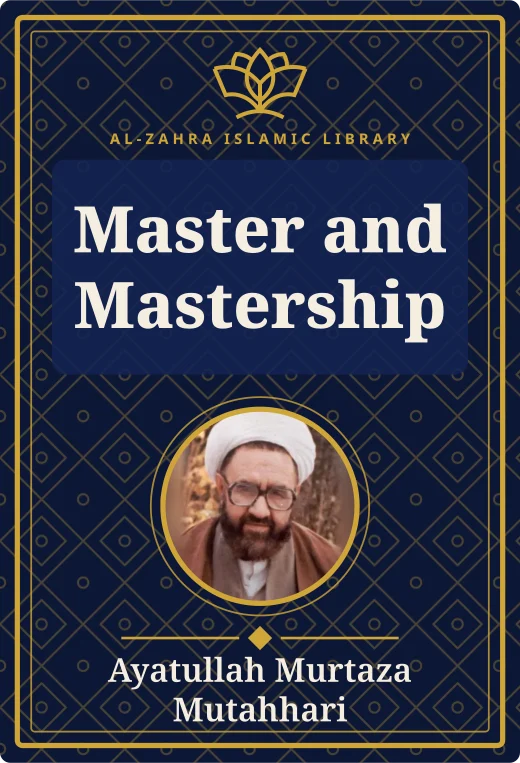 AL-ZAHRA ISLAMIC LIBRARY
Master and
Mastership
Ayatullah Murtaza
Mutahhari